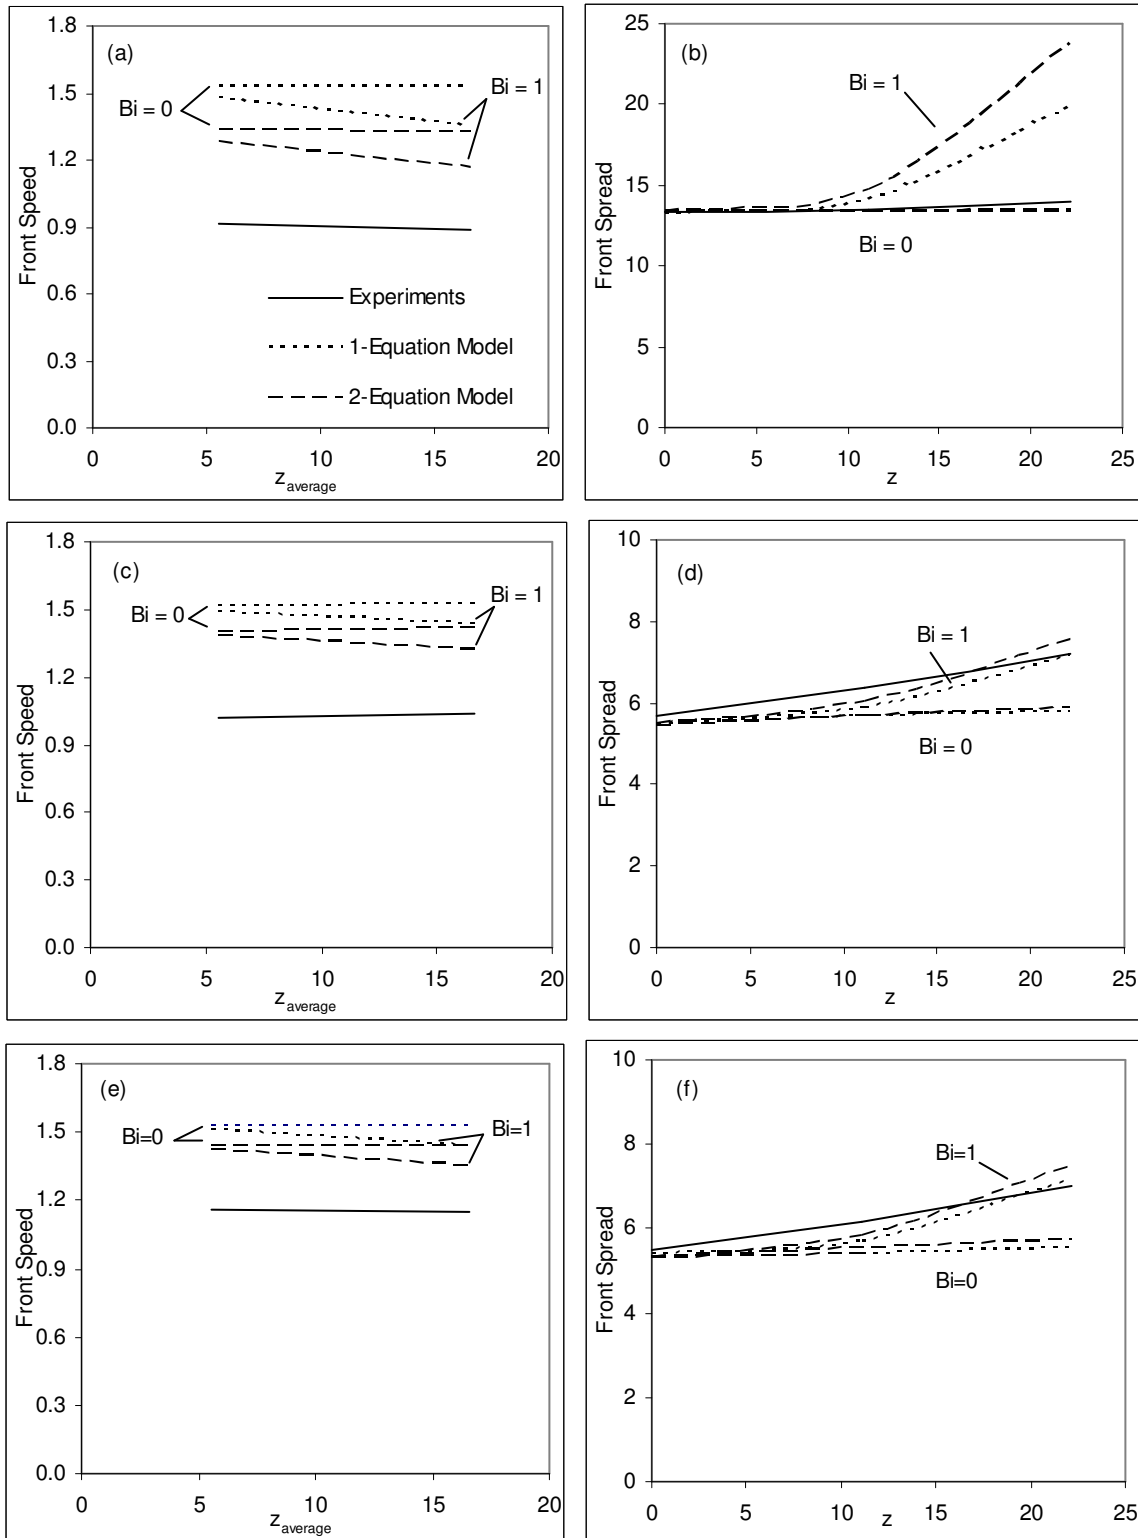 (a)
1.8
1.5
1.2
0.9
0.6
0.3
0.0
Front Speed
Bi = 0
Bi = 1
Experiments
1-Equation Model
2-Equation Model
0 5 10 15 20
z average
(b)
25
20
15
10
5
0
Front Spread
Bi = 1
Bi = 0
0 5 10 15 20 25
z
(c)
1.8
1.5
1.2
0.9
0.6
0.3
0.0
Front Speed
Bi = 0
Bi = 1
0 5 10 15 20
z average
(d)
10
8
6
4
2
0
Front Spread
Bi = 1
Bi = 0
0 5 10 15 20 25
z
(e)
1.8
1.5
1.2
0.9
0.6
0.3
0.0
Front Speed
Bi=0
Bi=1
0 5 10 15 20
z average
(f)
10
8
6
4
2
0
Front Spread
Bi=1
Bi=0
0 5 10 15 20 25
z